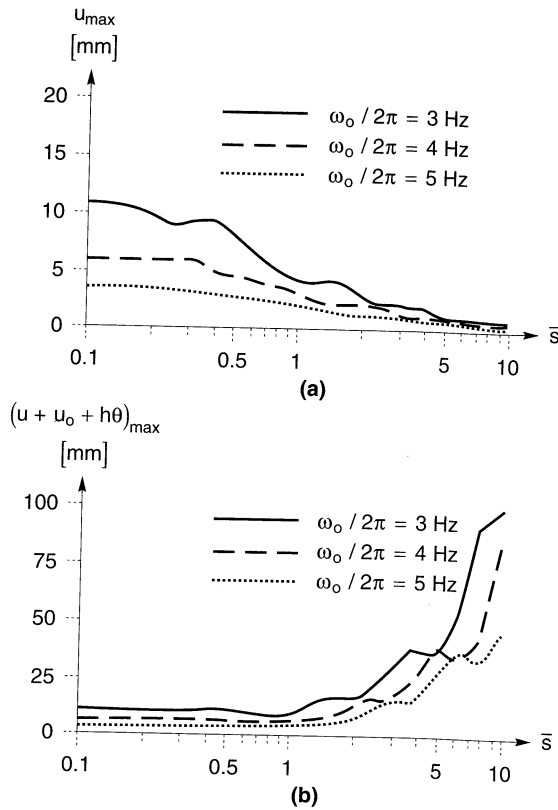 u_max
[mm]
20
15
10
5
0
ω_o / 2π = 3 Hz
ω_o / 2π = 4 Hz
ω_o / 2π = 5 Hz
0.1 0.5 1 5 10 s̅
(a)
(u + u_o + hθ)_max
[mm]
100
75
50
25
0
ω_o / 2π = 3 Hz
ω_o / 2π = 4 Hz
ω_o / 2π = 5 Hz
0.1 0.5 1 5 10 s̅
(b)